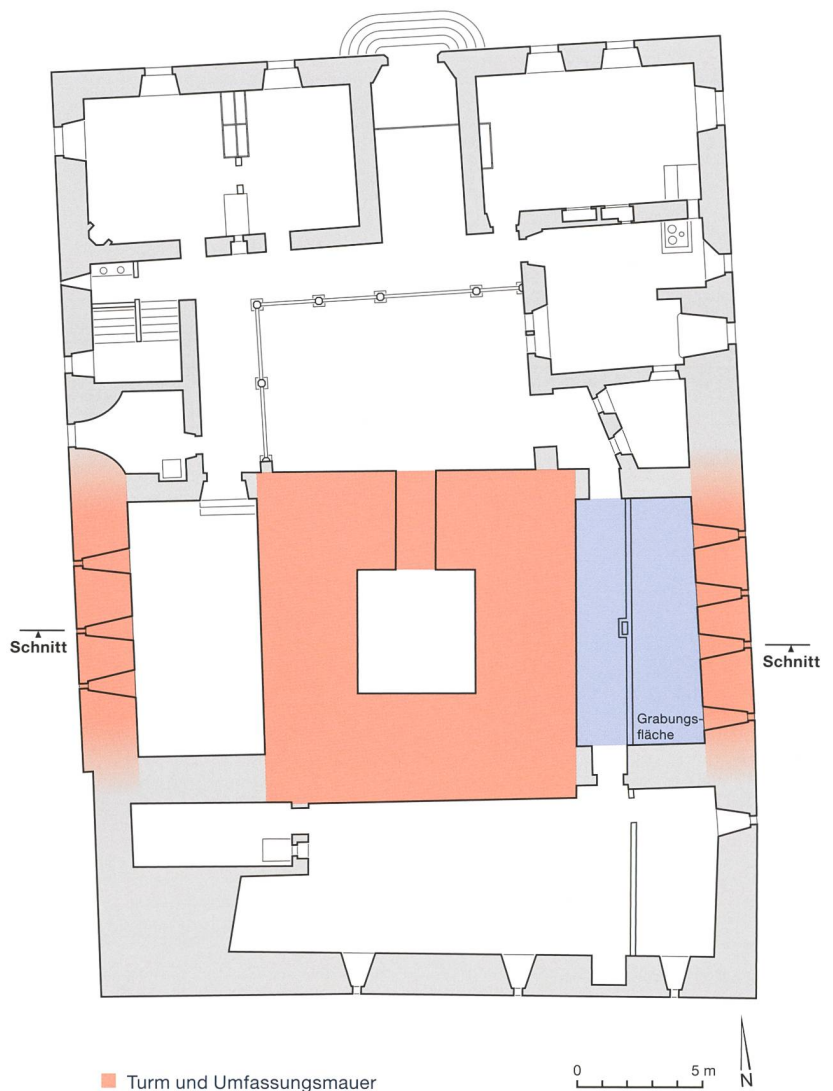 Schnitt
Schnitt
Grabungs-
fläche
Turm und Umfassungsmauer
0 5 m
N